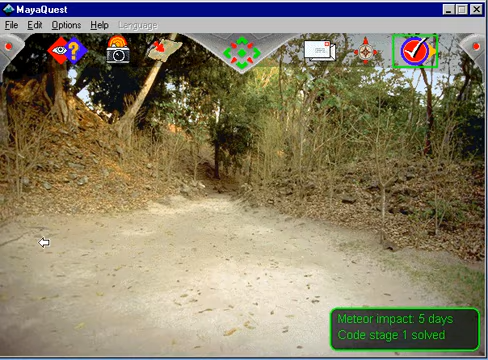 MayaQuest
File Edit Options Help Language
Meteor impact: 5 days
Code stage 1 solved